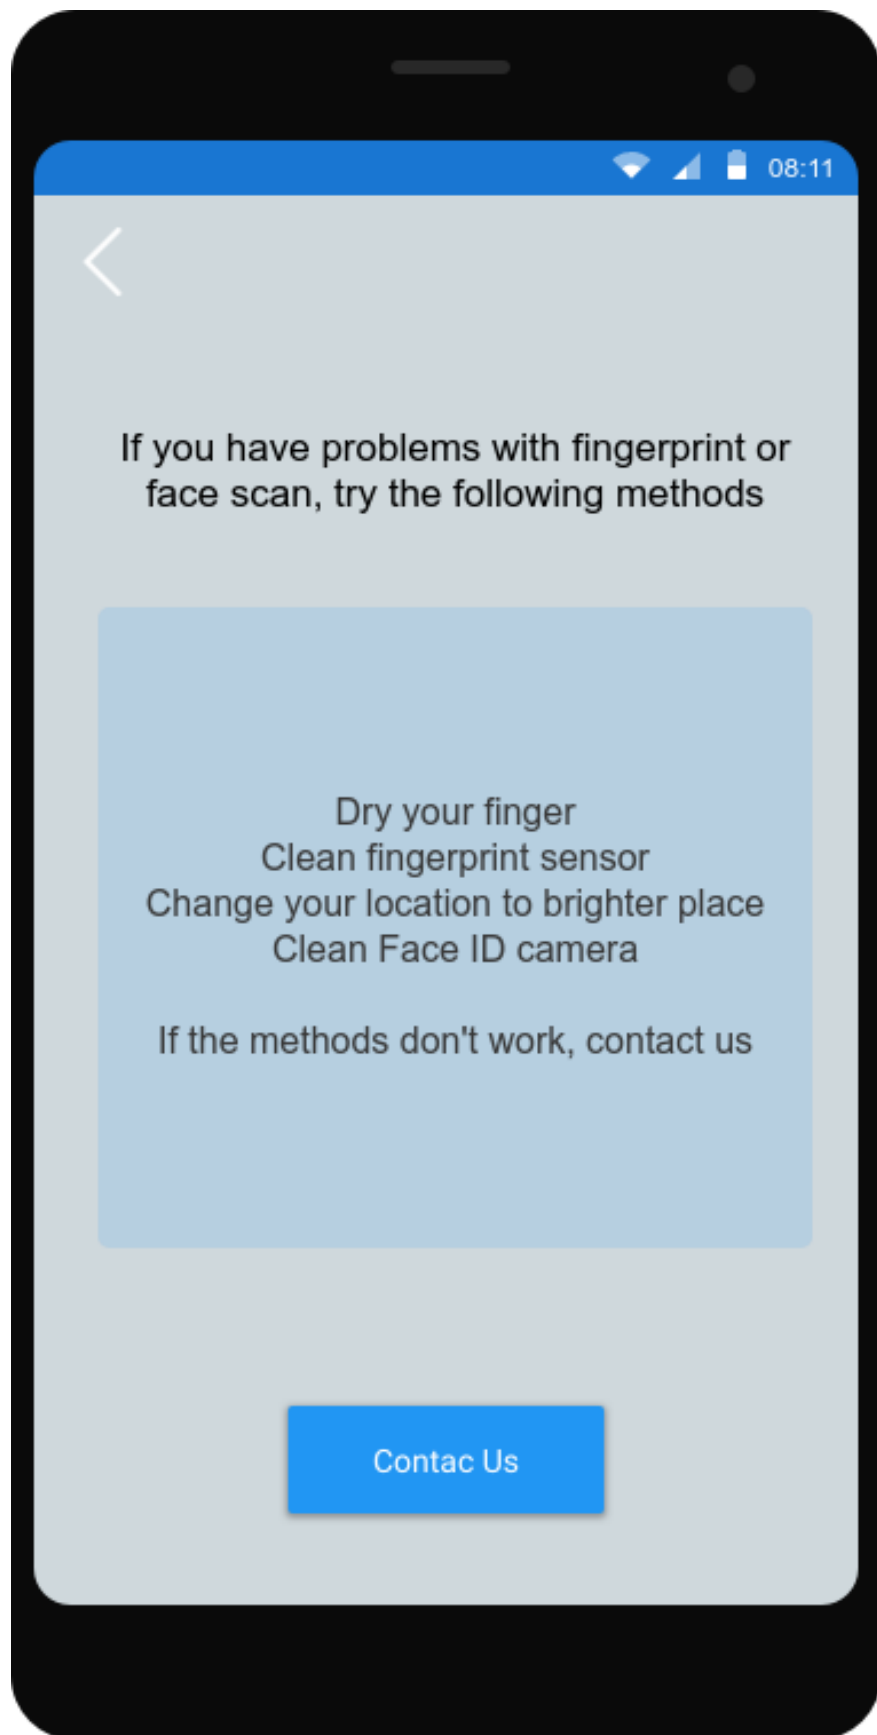 08:11
If you have problems with fingerprint or
face scan, try the following methods
Dry your finger
Clean fingerprint sensor
Change your location to brighter place
Clean Face ID camera
If the methods don't work, contact us
Contac Us